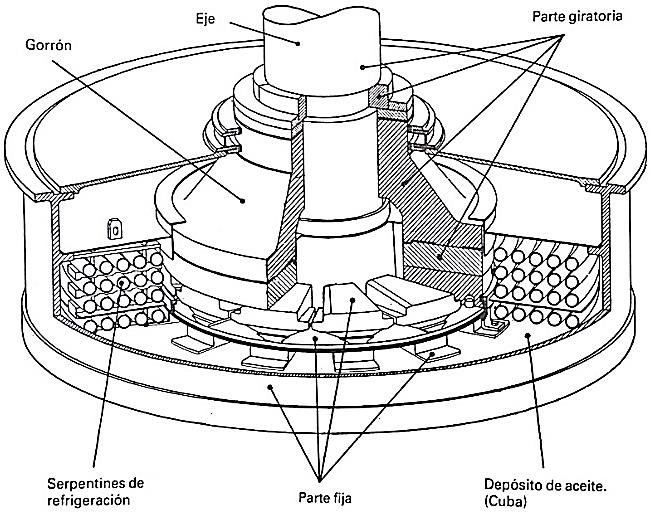 Eje
Parte giratoria
Gorrón
Serpentines de
refrigeración
Parte fija
Depósito de aceite.
(Cuba)